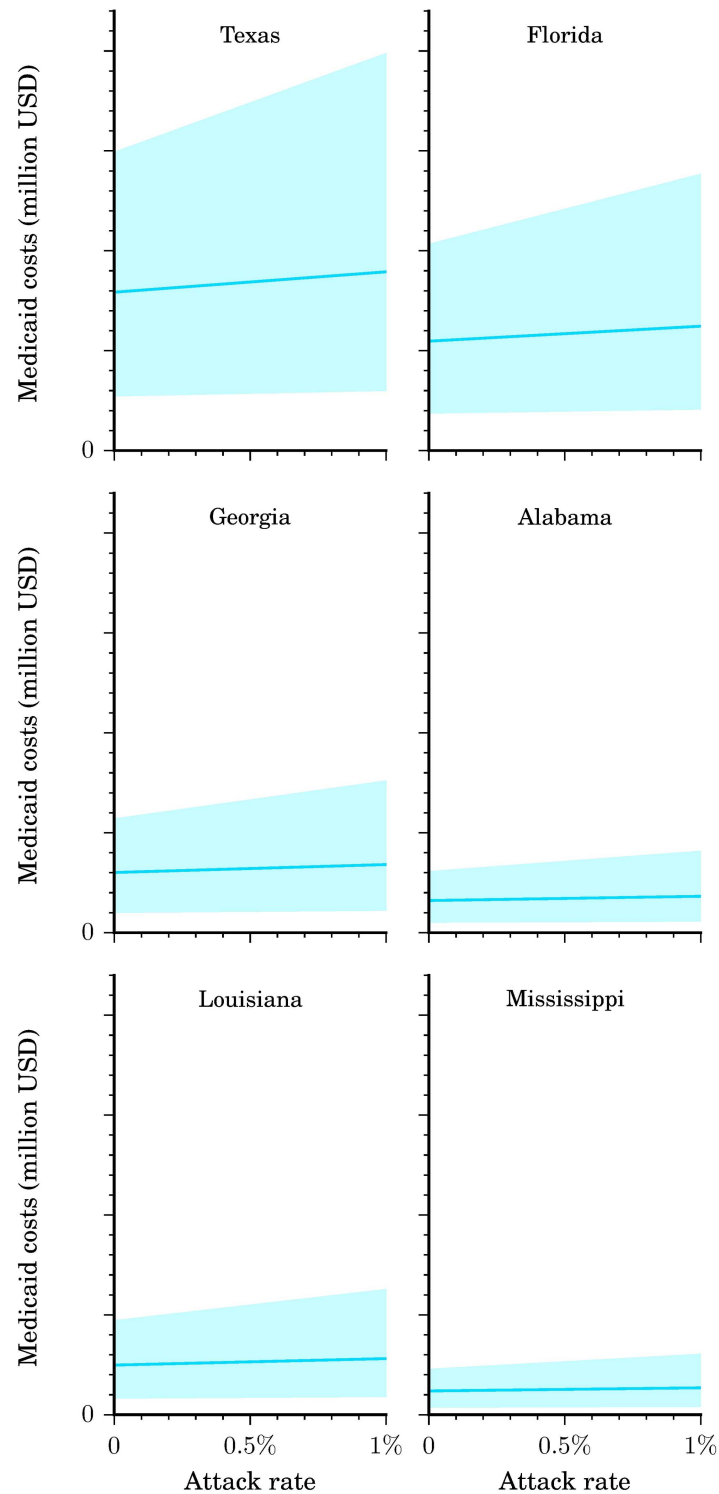 Texas
Florida
Medicaid costs (million USD)
0
Georgia
Alabama
Medicaid costs (million USD)
0
Louisiana
Mississippi
Medicaid costs (million USD)
0
0 0.5% 1% 0 0.5% 1%
Attack rate
Attack rate